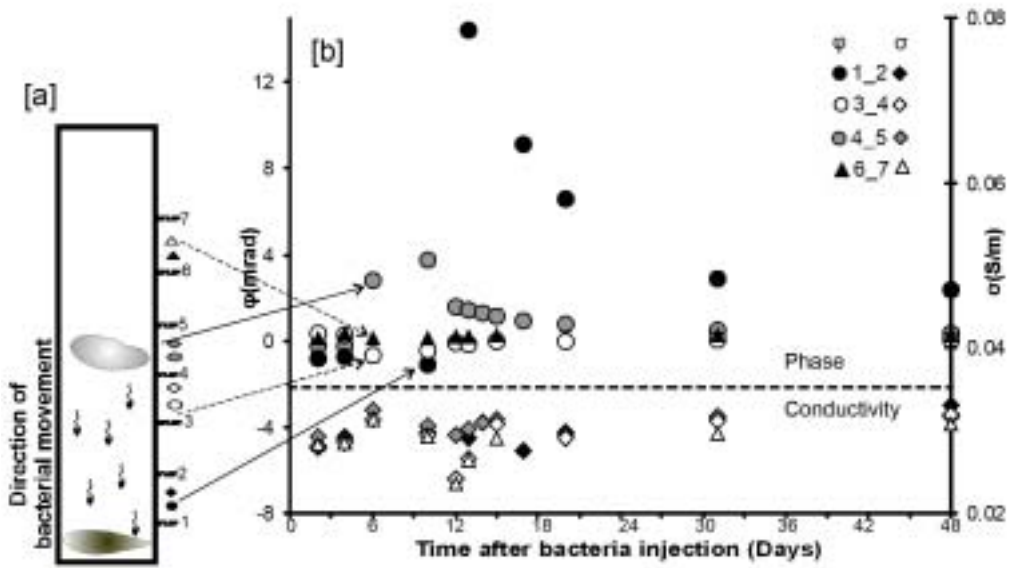 [a]
[b]
Direction of
bacterial movement
7
6
5
4
3
2
1
φ(mrad)
12
8
4
0
-4
-8
φ σ
1_2
3_4
4_5
6_7
Phase
Conductivity
0.08
0.06
0.04
0.02
σ(S/m)
0 6 12 18 24 31 36 42 48
Time after bacteria injection (Days)